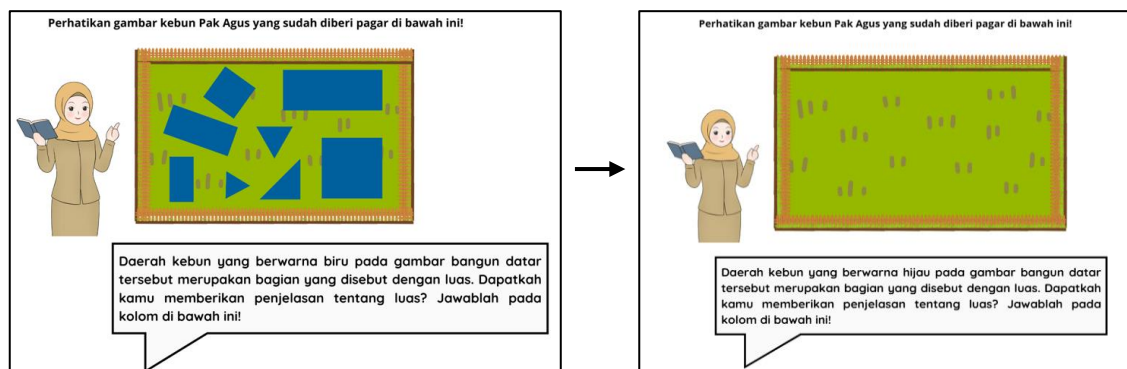 Perhatikan gambar kebun Pak Agus yang sudah diberi pagar di bawah ini!
Daerah kebun yang berwarna biru pada gambar bangun datar
tersebut merupakan bagian yang disebut dengan luas. Dapatkah
kamu memberikan penjelasan tentang luas? Jawablah pada
kolom di bawah ini!
Perhatikan gambar kebun Pak Agus yang sudah diberi pagar di bawah ini!
Daerah kebun yang berwarna hijau pada gambar bangun datar
tersebut merupakan bagian yang disebut dengan luas. Dapatkah
kamu memberikan penjelasan tentang luas? Jawablah pada
kolom di bawah ini!